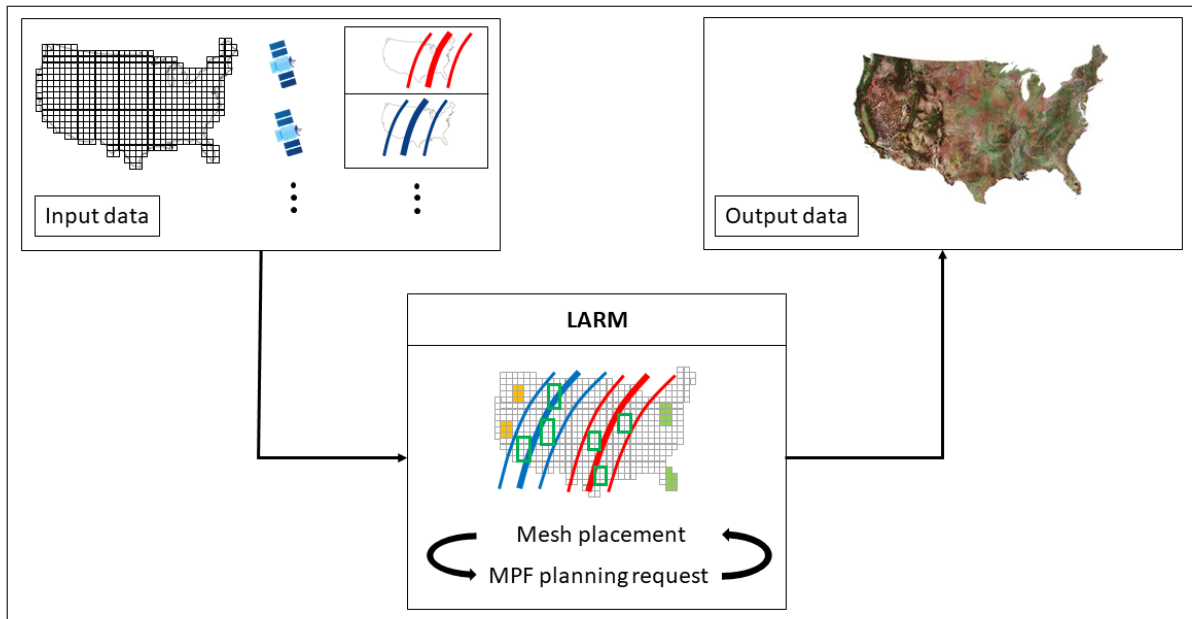 Input data
Output data
LARM
Mesh placement
MPF planning request